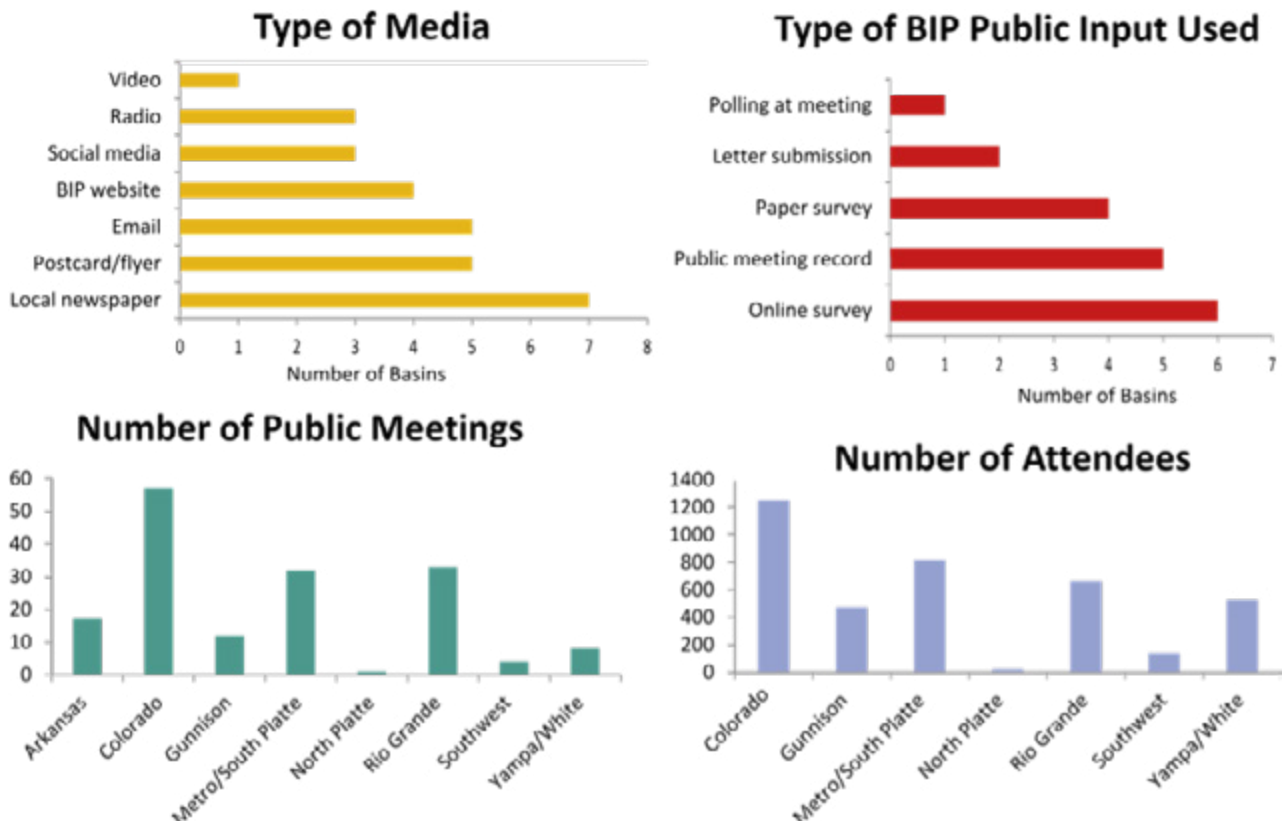 Type of Media
Video
Radio
Social media
BIP website
Email
Postcard/flyer
Local newspaper
0 1 2 3 4 5 6 7 8
Number of Basins
Type of BIP Public Input Used
Polling at meeting
Letter submission
Paper survey
Public meeting record
Online survey
0 1 2 3 4 5 6 7
Number of Basins
Number of Public Meetings
60
50
40
30
20
10
0
Arkansas
Colorado
Gunnison
Metro/South Platte
North Platte
Rio Grande
Southwest
Yampa/White
Number of Attendees
1400
1200
1000
800
600
400
200
0
Colorado
Gunnison
Metro/South Platte
North Platte
Rio Grande
Southwest
Yampa/White